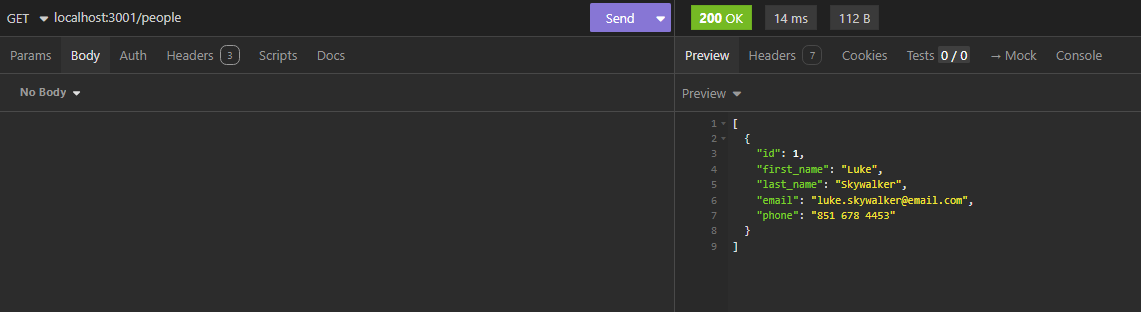 GET localhost:3001/people Send 200 OK 14 ms 112 B
Params Body Auth Headers 3 Scripts Docs Preview Headers 7 Cookies Tests 0 / 0 → Mock Console
No Body Preview
1 [
2 {
3 "id": 1,
4 "first_name": "Luke",
5 "last_name": "Skywalker",
6 "email": "luke.skywalker@email.com",
7 "phone": "851 678 4453"
8 }
9 ]